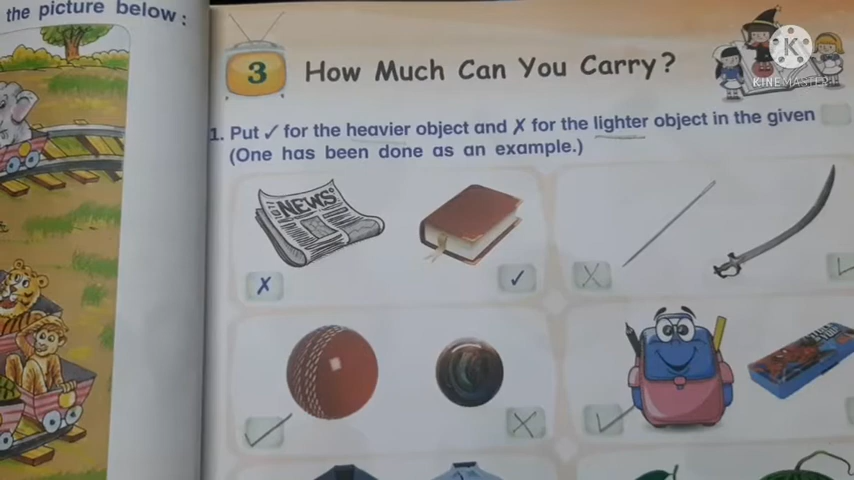 the picture below :
3
How Much Can You Carry?
1. Put ✓ for the heavier object and ✗ for the lighter object in the given
(One has been done as an example.)
NEWS
✗
✓
KINEMASTER
K